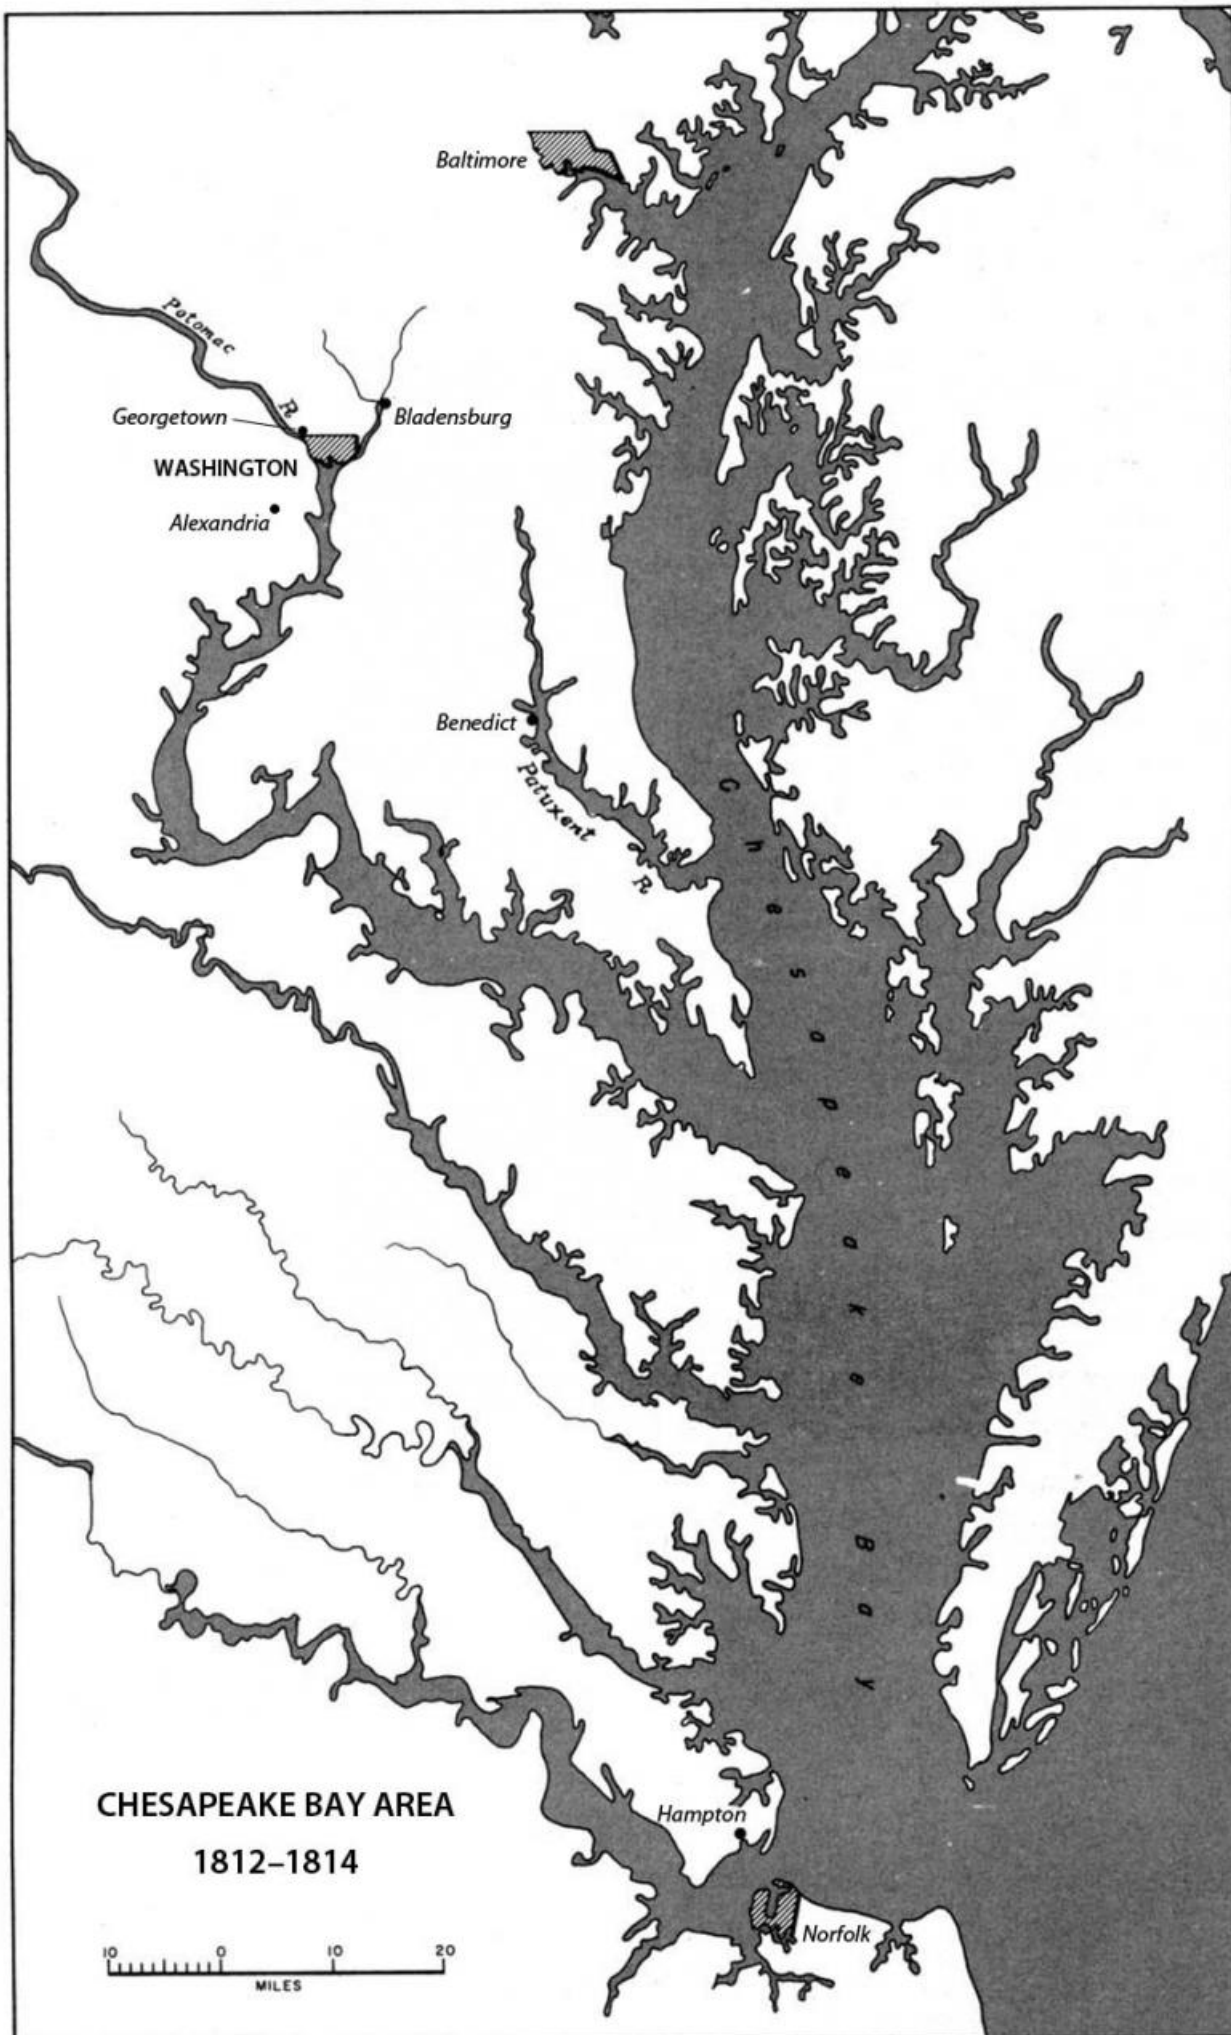 Baltimore
Potomac
R
Georgetown
Bladensburg
WASHINGTON
Alexandria
Benedict
Patuxent
R
Chesapeake
Bay
Hampton
Norfolk
CHESAPEAKE BAY AREA
1812–1814
10 0 10 20
MILES